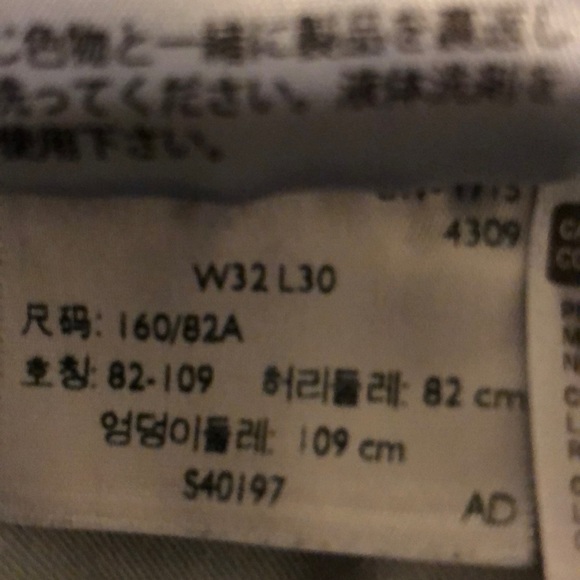 色物と一緒に製品を裏返し
洗ってください。液体洗剤を
使用下さい。
4309
W32 L30
尺码: 160/82A
호칭: 82-109 허리둘레: 82 cm
엉덩이둘레: 109 cm
S40197
AD